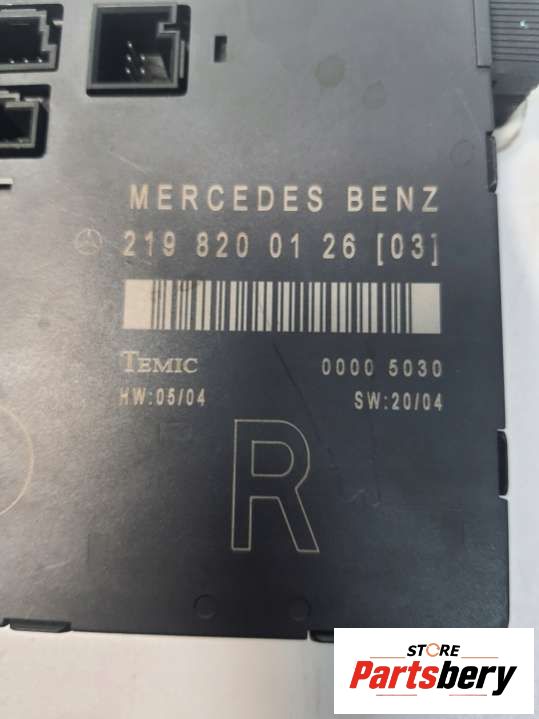 MERCEDES BENZ
219 820 01 26 [03]
TEMIC 0000 5030
HW:05/04 SW:20/04
R
STORE
Partsbery